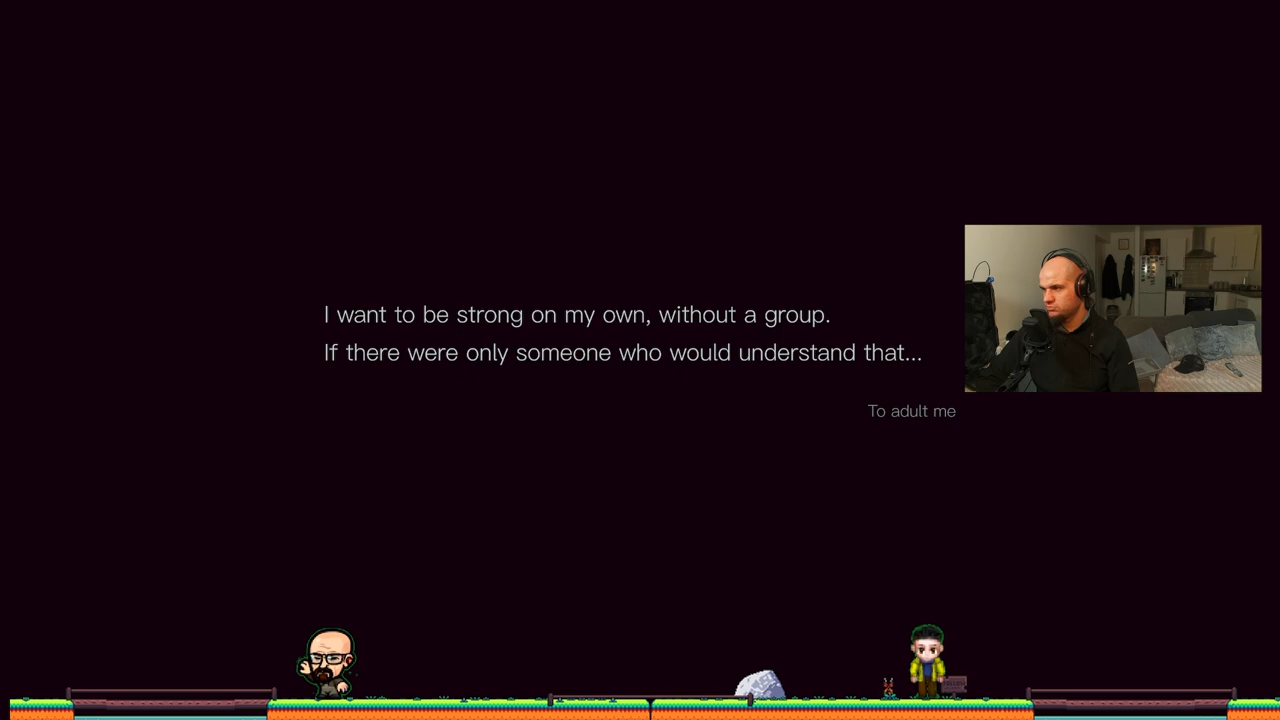 I want to be strong on my own, without a group.
If there were only someone who would understand that...
To adult me